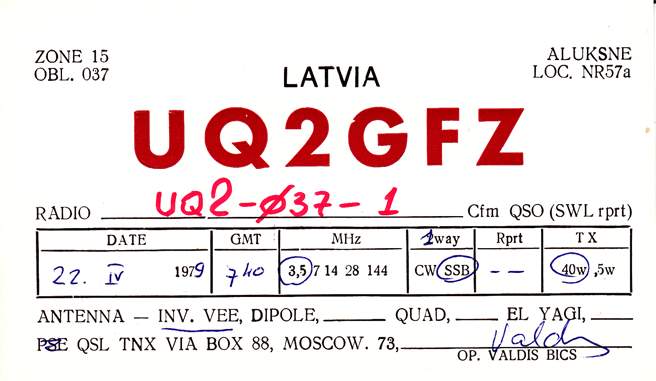 ZONE 15
OBL. 037
LATVIA
ALUKSNE
LOC. NR57a
UQ2GFZ
RADIO UQ2-Ø37-1 Cfm QSO (SWL rprt)
DATE GMT MHz 2way Rprt TX
22. IV 1979 740 3,5 7 14 28 144 CW SSB -- 40w ,5w
ANTENNA — INV. VEE, DIPOLE, QUAD, EL YAGI,
PSE QSL TNX VIA BOX 88, MOSCOW. 73, Valdis
OP. VALDIS BICS